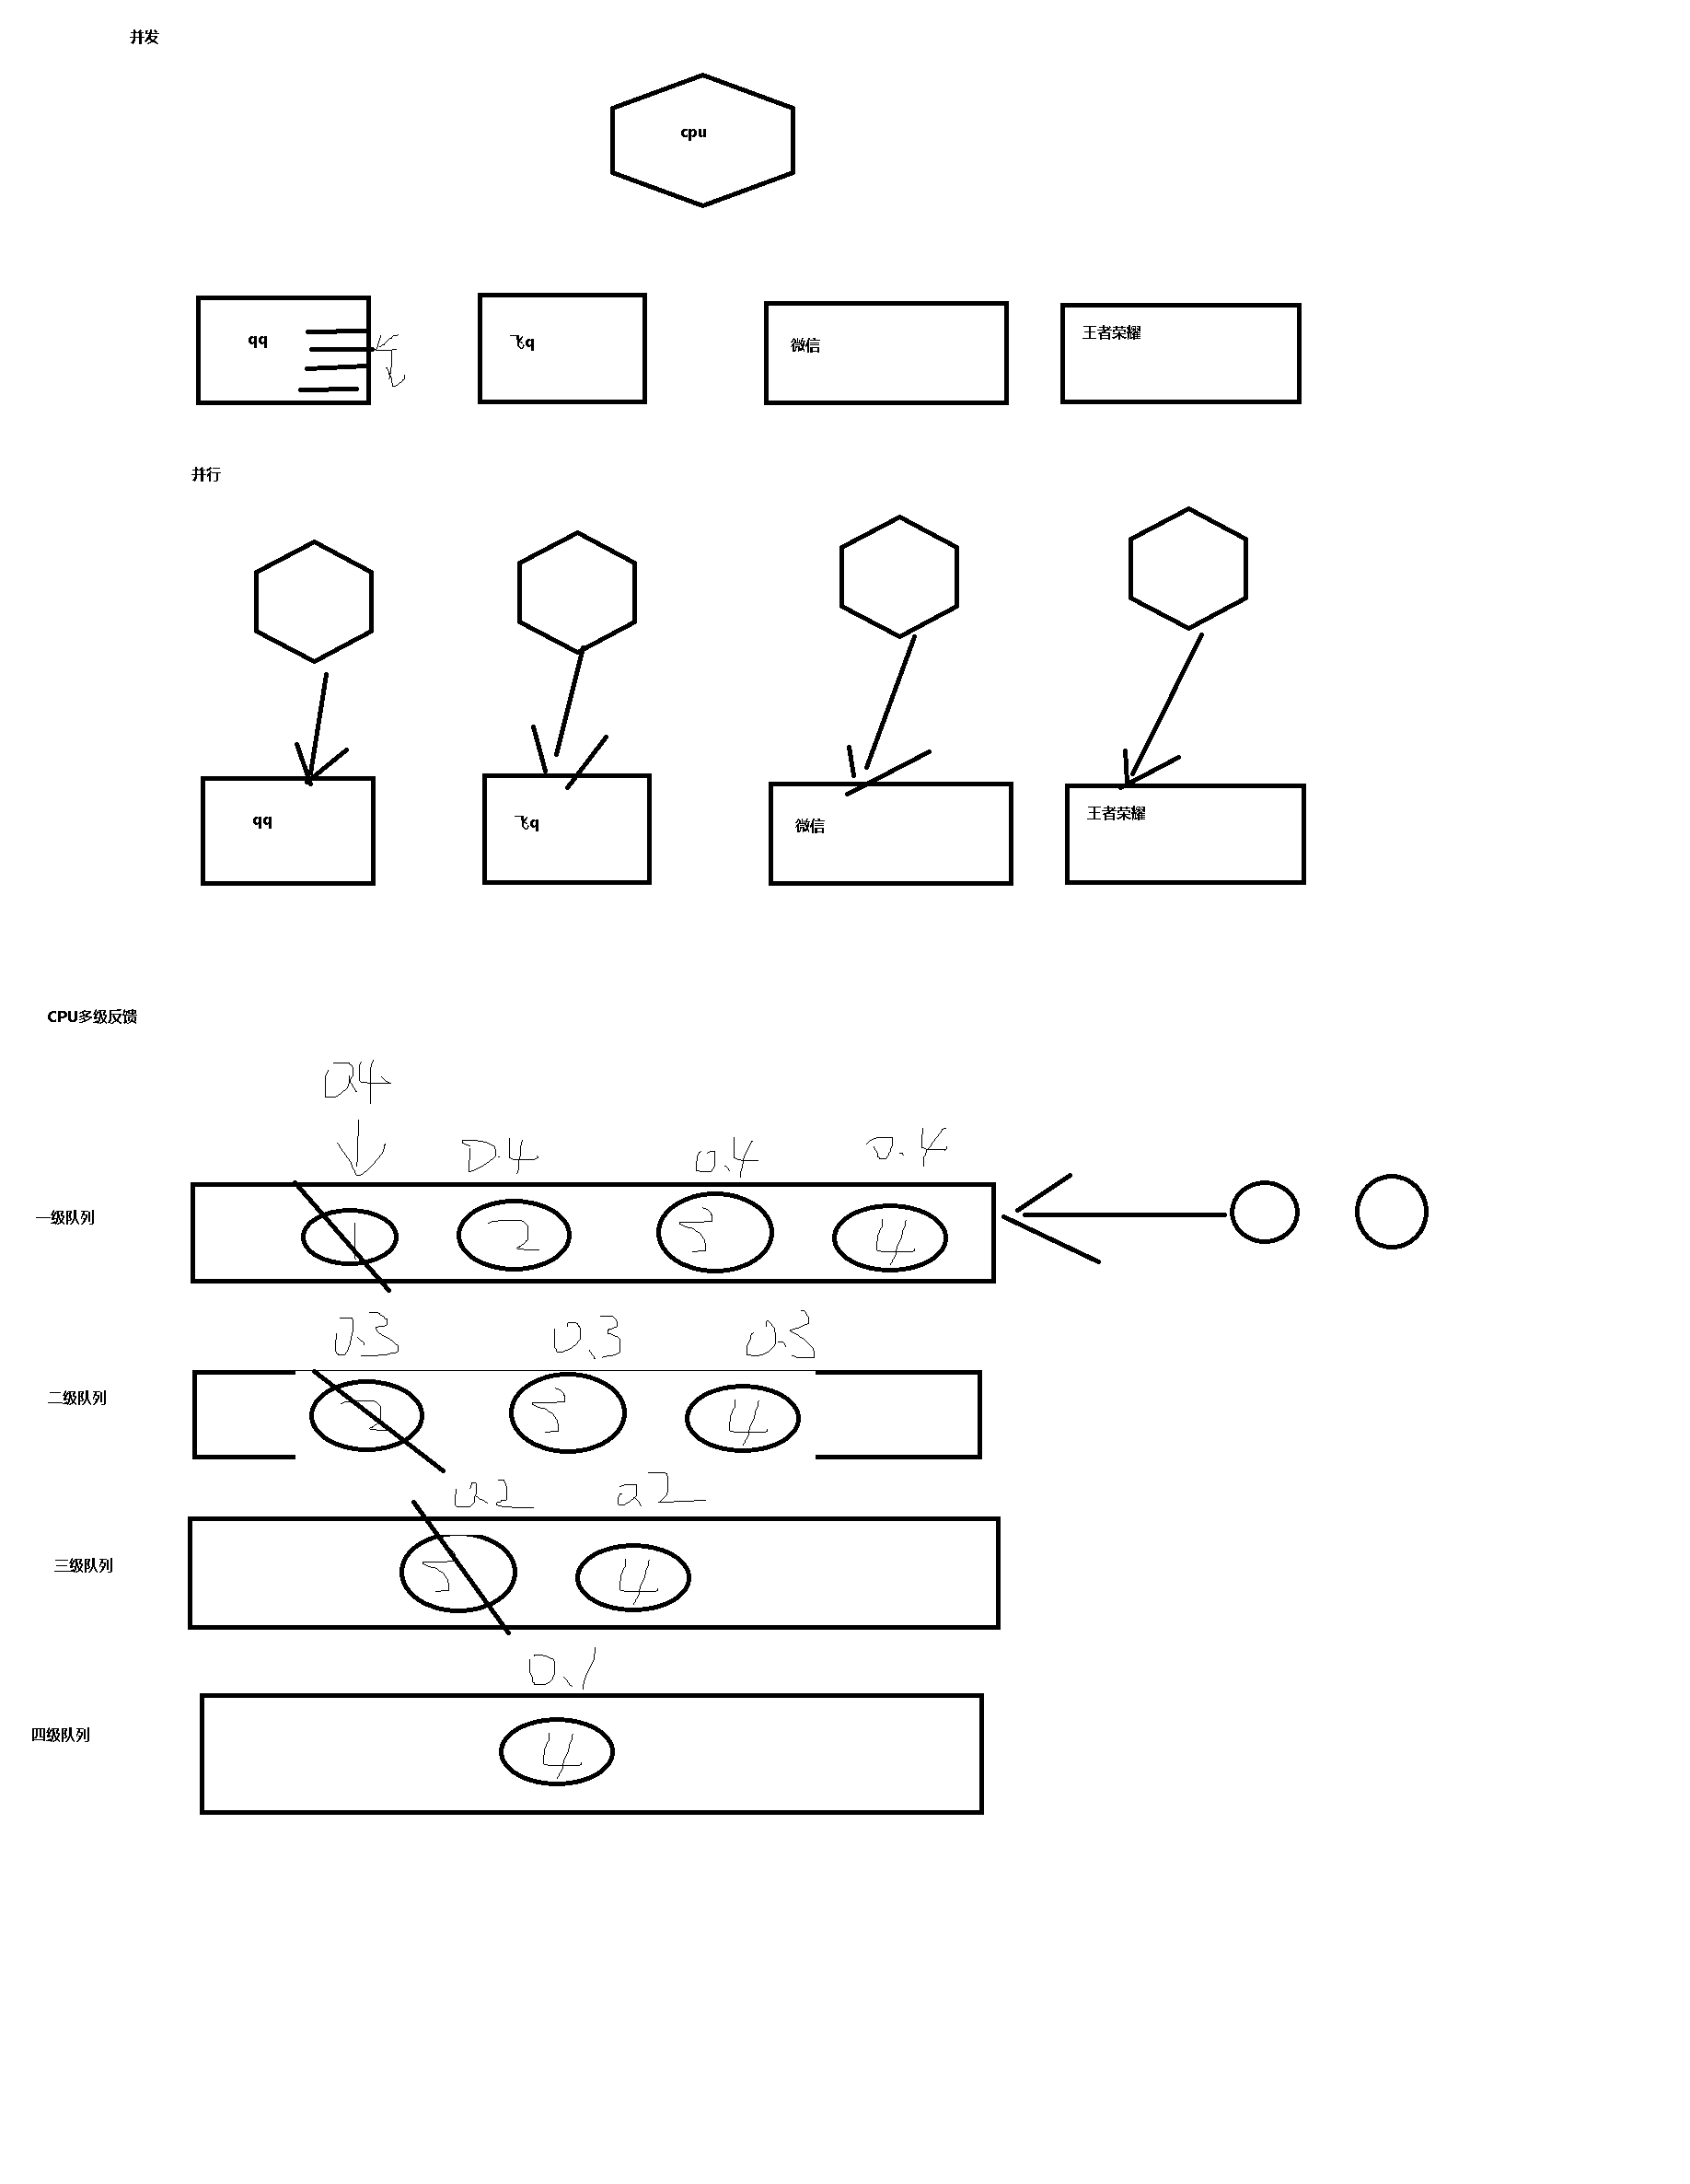 并发
cpu
qq 飞q 微信 王者荣耀
并行
qq 飞q 微信 王者荣耀
CPU多级反馈
0.4
0.4 0.4 0.4
一级队列 1 2 3 4
0.3 0.3 0.3
二级队列 2 3 4
0.2 0.2
三级队列 3 4
0.1
四级队列 4